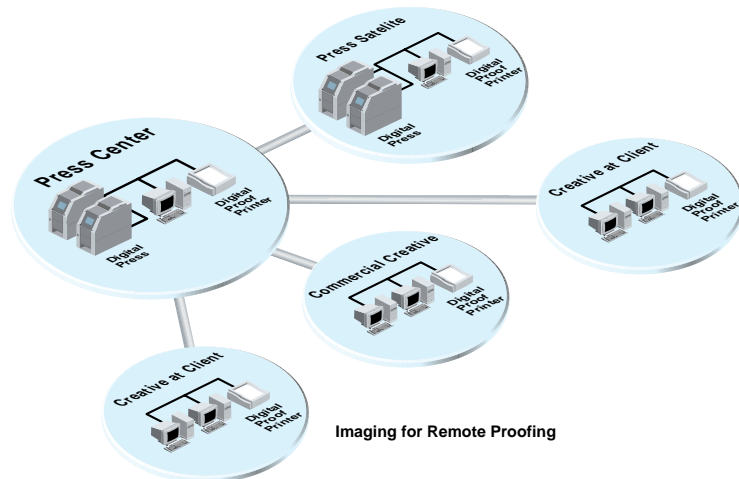 Press Satelite
Digital
Proof
Printer
Digital
Press
Press Center
Digital
Proof
Printer
Digital
Press
Creative at Client
Digital
Proof
Printer
Commercial Creative
Digital
Proof
Printer
Creative at Client
Digital
Proof
Printer
Imaging for Remote Proofing